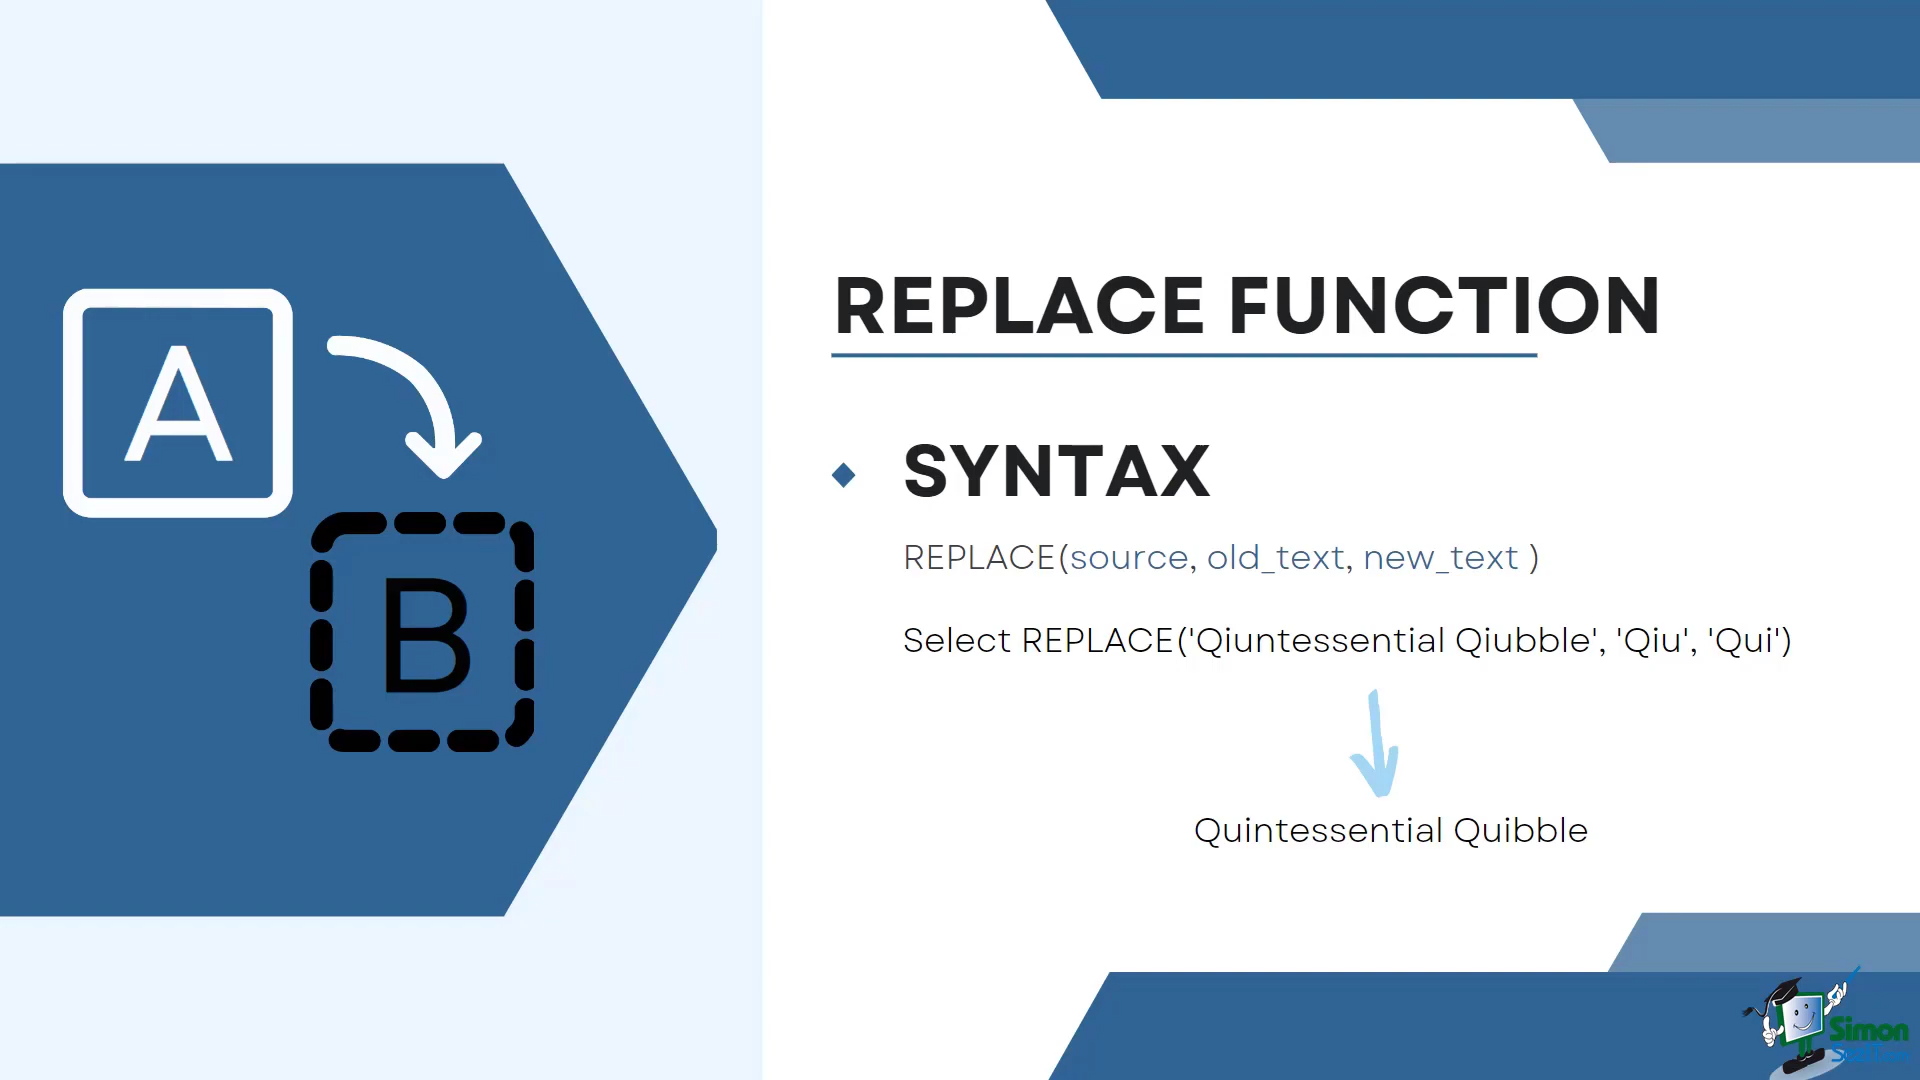 A
B
REPLACE FUNCTION
SYNTAX
REPLACE(source, old_text, new_text )
Select REPLACE('Qiuntessential Qiubble', 'Qiu', 'Qui')
Quintessential Quibble
Simon